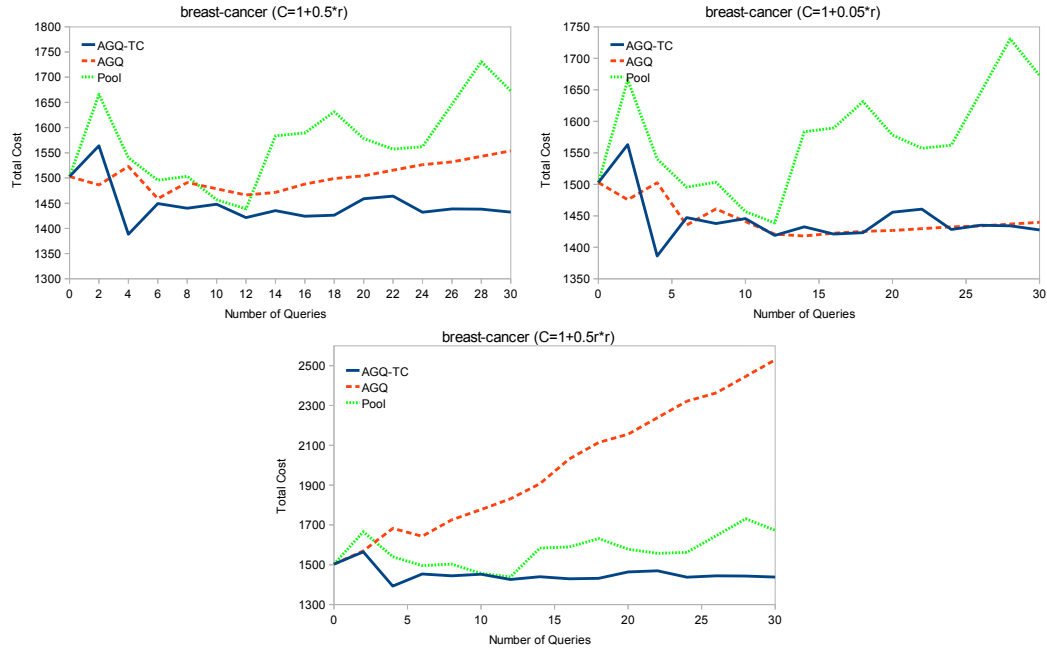 breast-cancer (C=1+0.5*r)
1800
1750
1700
1650
1600
1550
1500
1450
1400
1350
1300
Total Cost
AGQ-TC
AGQ
Pool
0 2 4 6 8 10 12 14 16 18 20 22 24 26 28 30
Number of Queries
breast-cancer (C=1+0.05*r)
1750
1700
1650
1600
1550
1500
1450
1400
1350
Total Cost
AGQ-TC
AGQ
Pool
0 5 10 15 20 25 30
Number of Queries
breast-cancer (C=1+0.5r*r)
2500
2300
2100
1900
1700
1500
1300
Total Cost
AGQ-TC
AGQ
Pool
0 5 10 15 20 25 30
Number of Queries